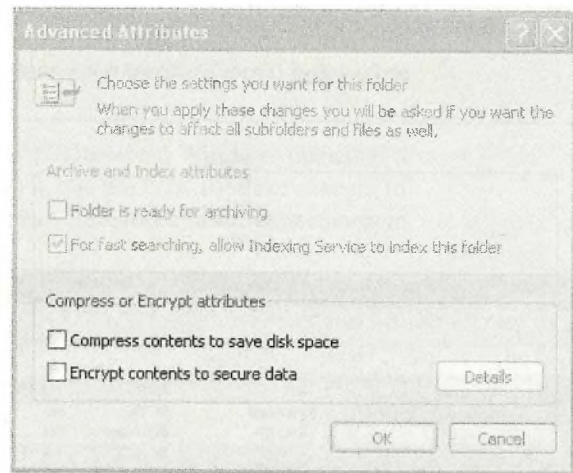 Advanced Attributes
Choose the settings you want for this folder
When you apply these changes you will be asked if you want the
changes to affect all subfolders and files as well.
Archive and Index attributes
Folder is ready for archiving
For fast searching, allow Indexing Service to index this folder
Compress or Encrypt attributes
Compress contents to save disk space
Encrypt contents to secure data
Details
OK
Cancel